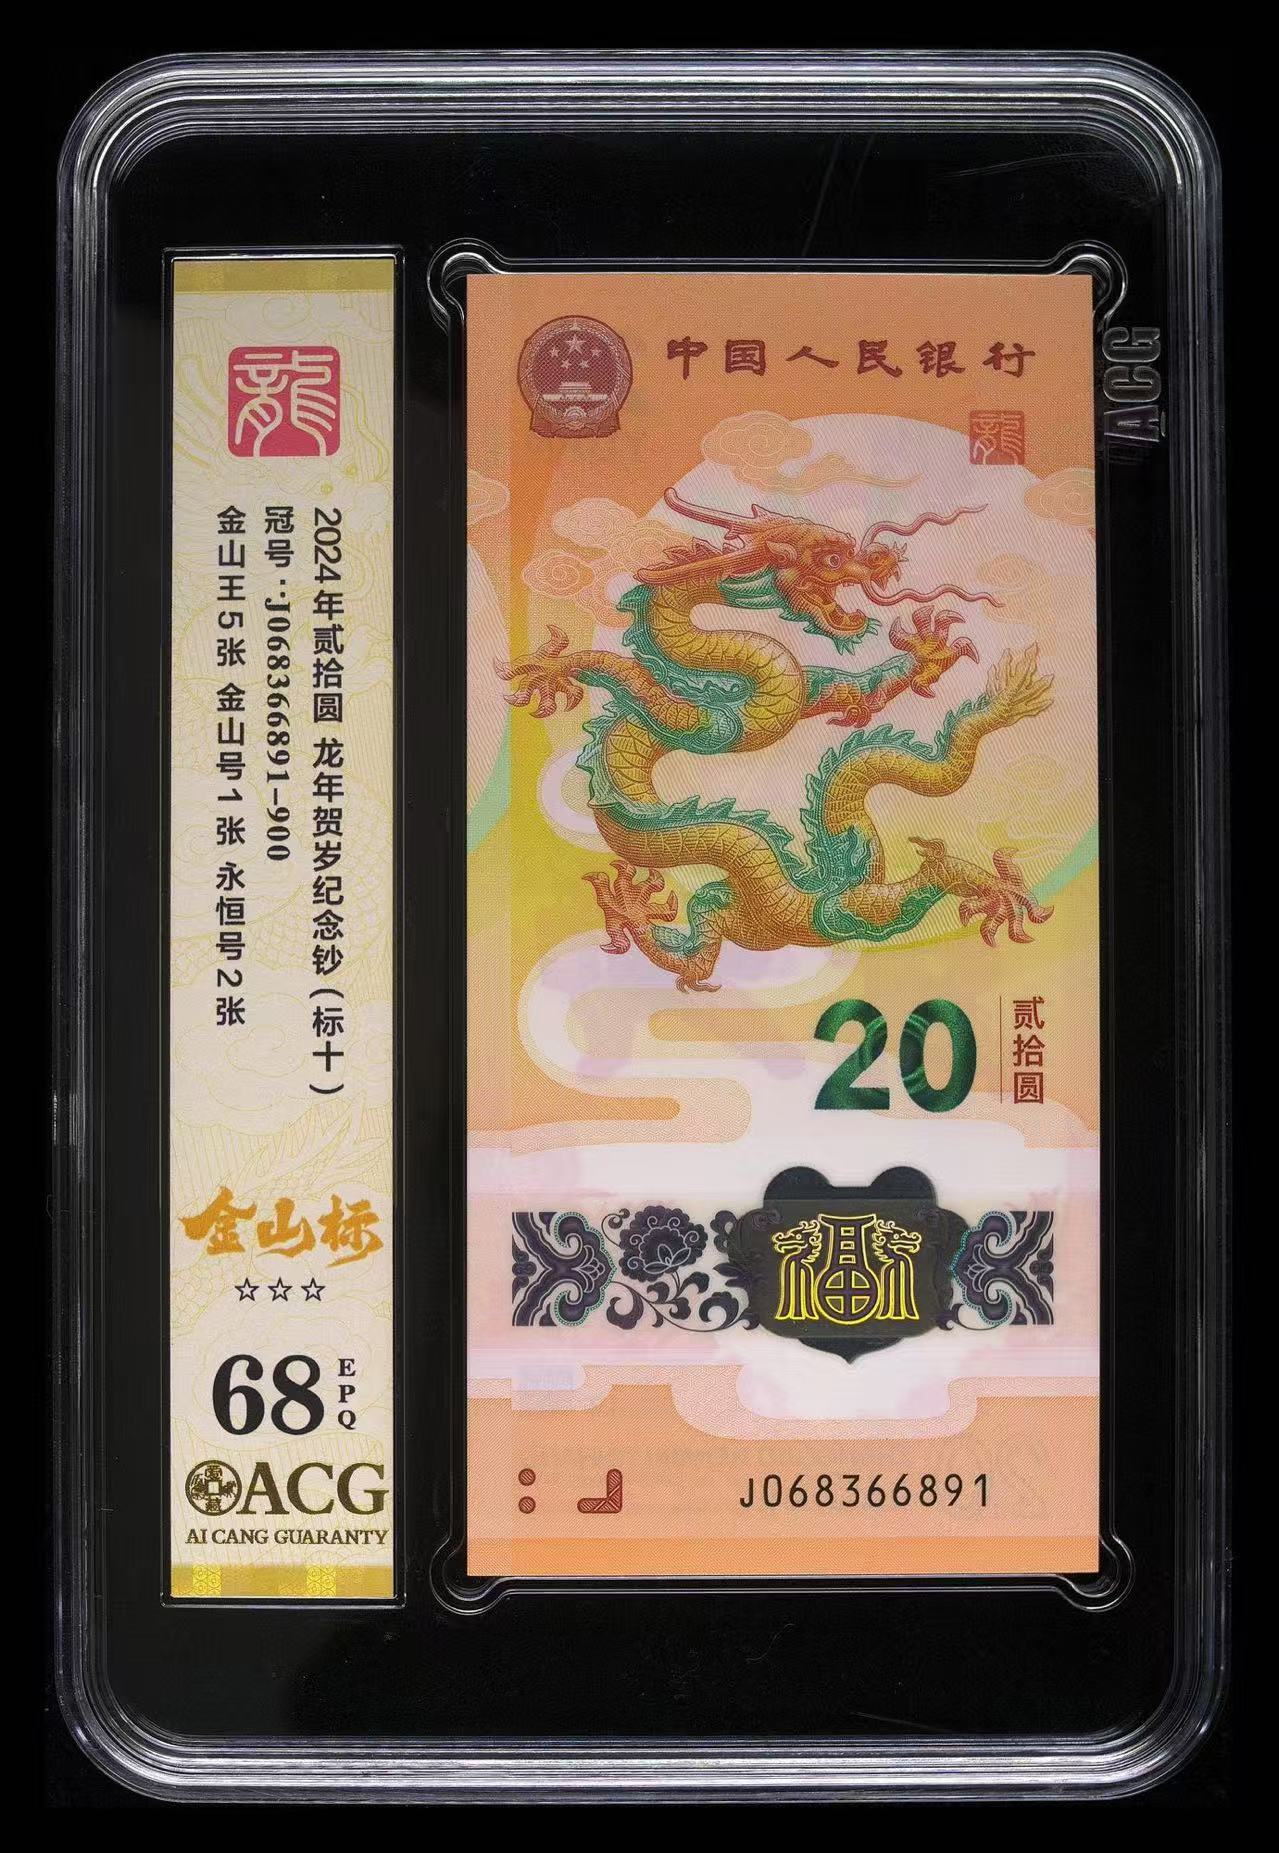 龍
2024年贰拾圆 龙年贺岁纪念钞(标十)
冠号·J068366891-900
金山王5张 金山号1张 永恒号2张
金山标
☆☆☆
68
EPQ
ACG
AI CANG GUARANTY
中国人民银行
龍
20
贰拾圆
福
J068366891
ACG